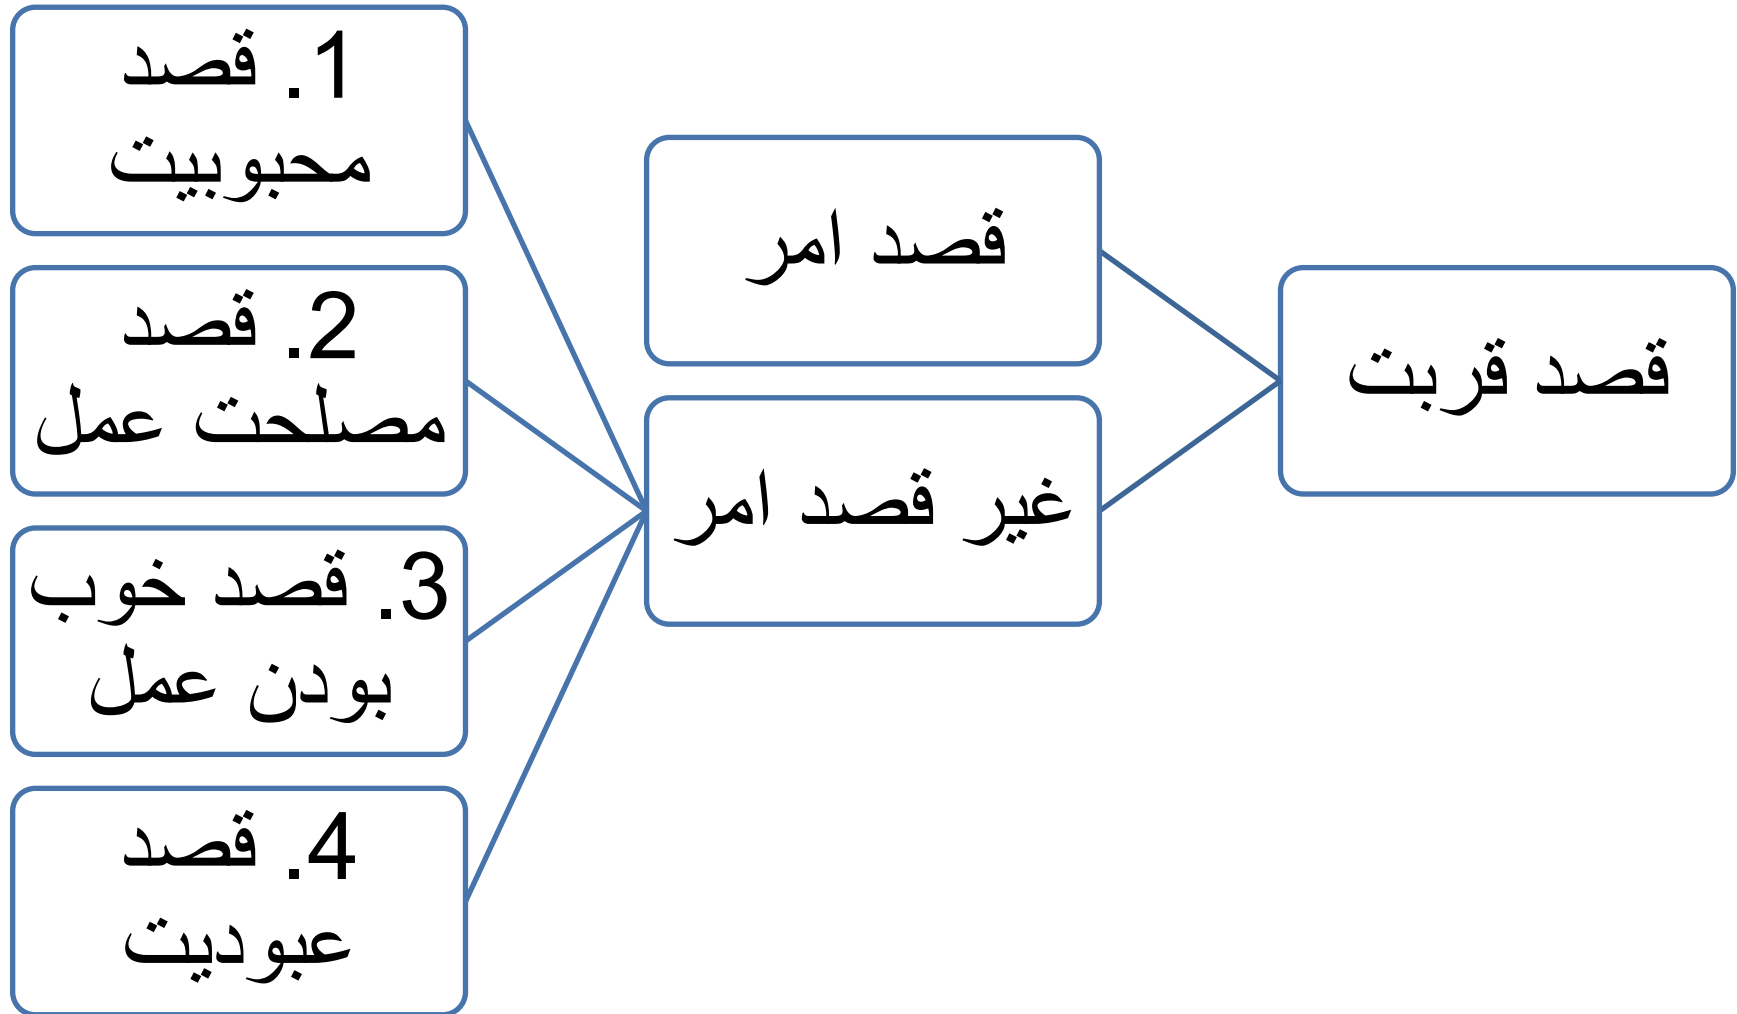 قصد قربت
قصد امر
غیر قصد امر
1. قصد
محبوبیت
2. قصد
مصلحت عمل
3. قصد خوب
بودن عمل
4. قصد
عبودیت